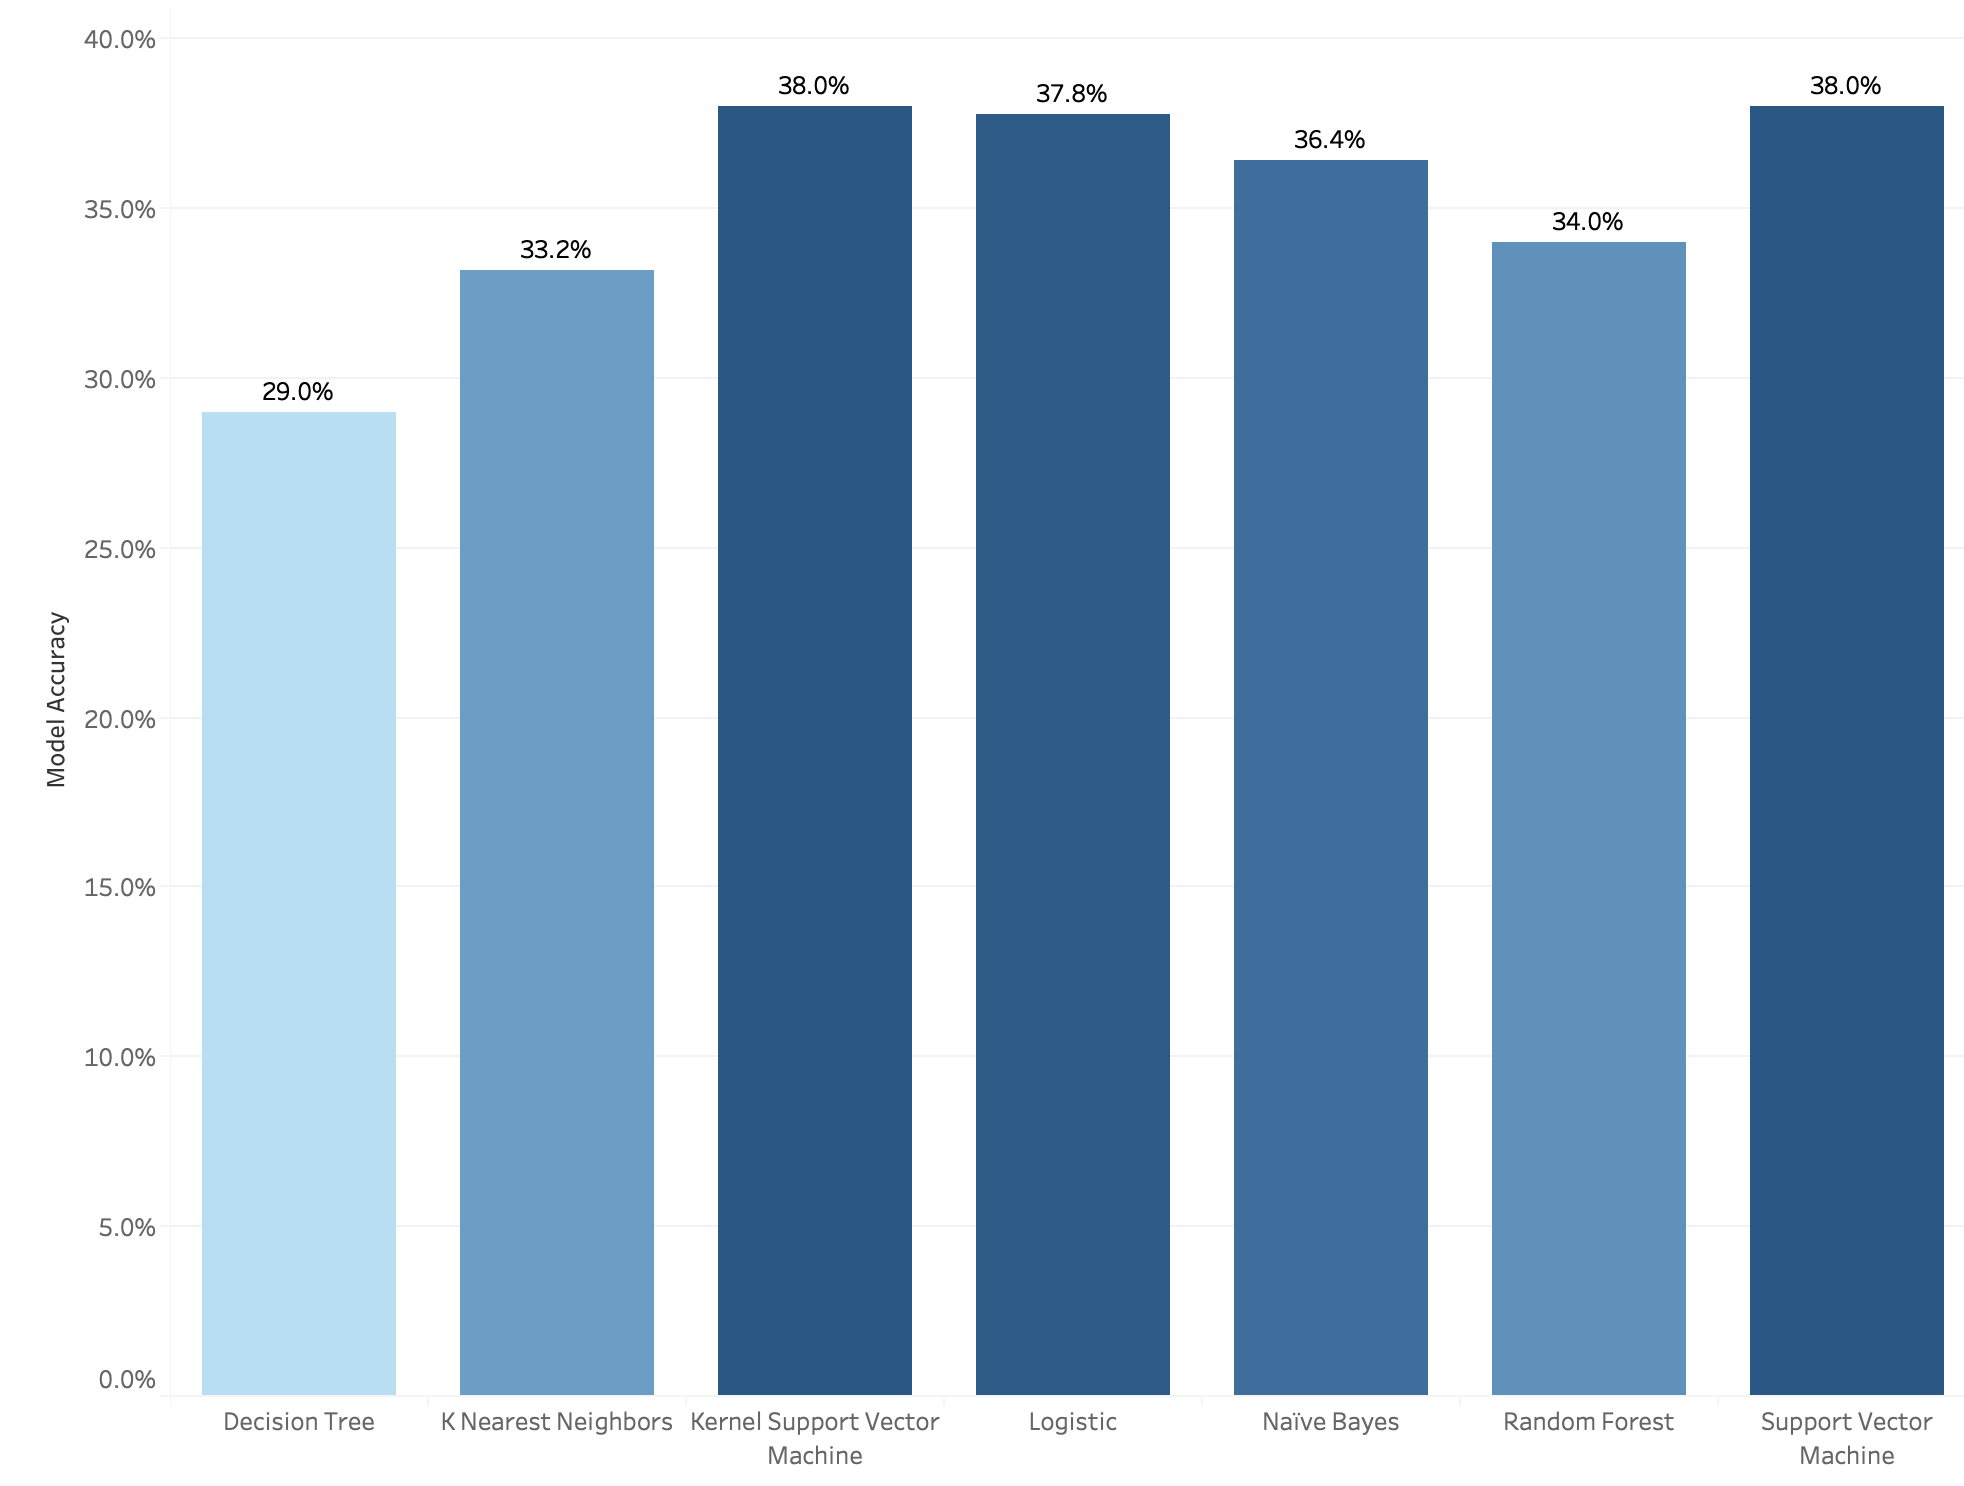 40.0%
35.0%
30.0%
25.0%
20.0%
15.0%
10.0%
5.0%
0.0%
Model Accuracy
29.0%
33.2%
38.0%
37.8%
36.4%
34.0%
38.0%
Decision Tree
K Nearest Neighbors
Kernel Support Vector
Machine
Logistic
Naïve Bayes
Random Forest
Support Vector
Machine